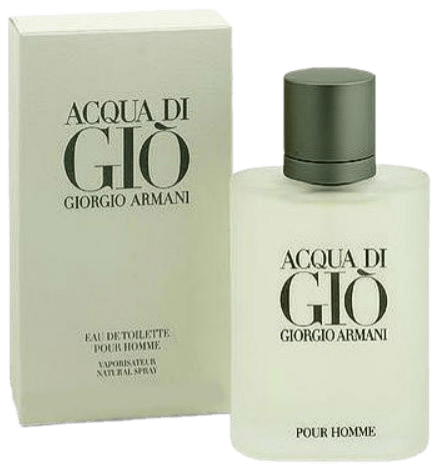 ACQUA DI
GIÒ
GIORGIO ARMANI
EAU DE TOILETTE
POUR HOMME
VAPORISATEUR
NATURAL SPRAY
ACQUA DI
GIÒ
GIORGIO ARMANI
POUR HOMME